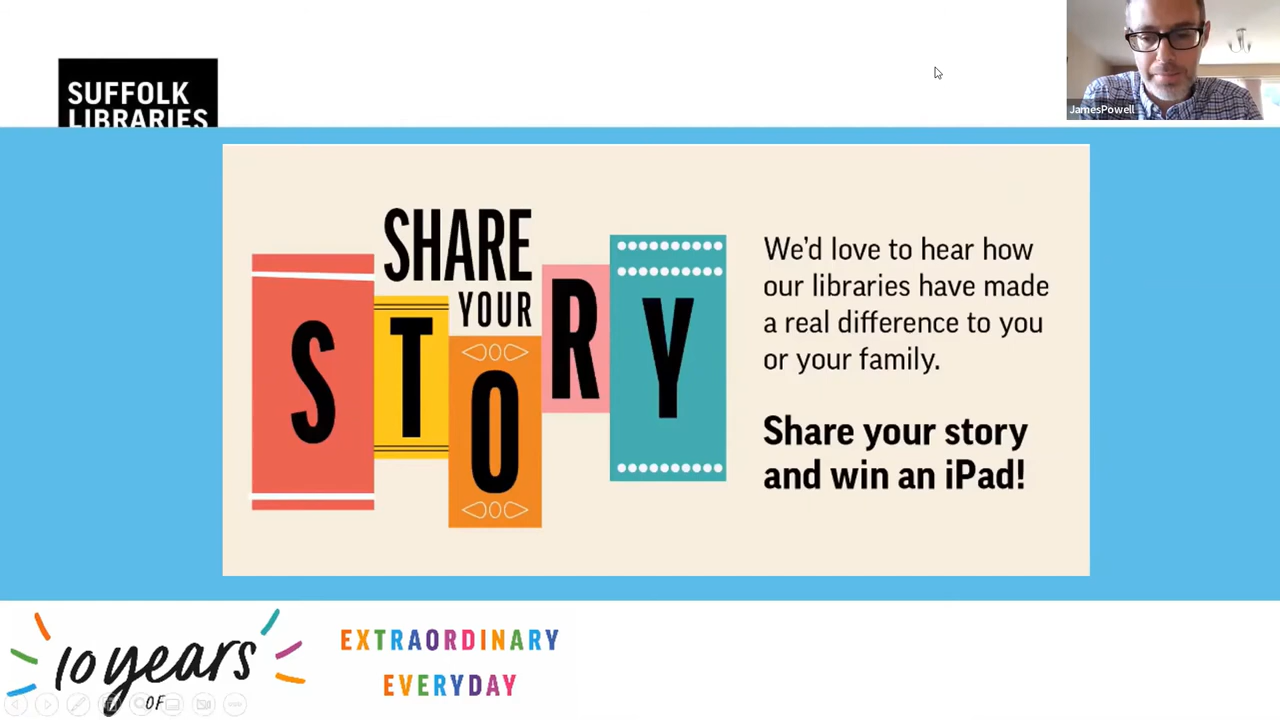 SUFFOLK
LIBRARIES
JamesPowell
SHARE
YOUR
STORY
We'd love to hear how
our libraries have made
a real difference to you
or your family.
Share your story
and win an iPad!
10 years
OF
EXTRAORDINARY
EVERYDAY